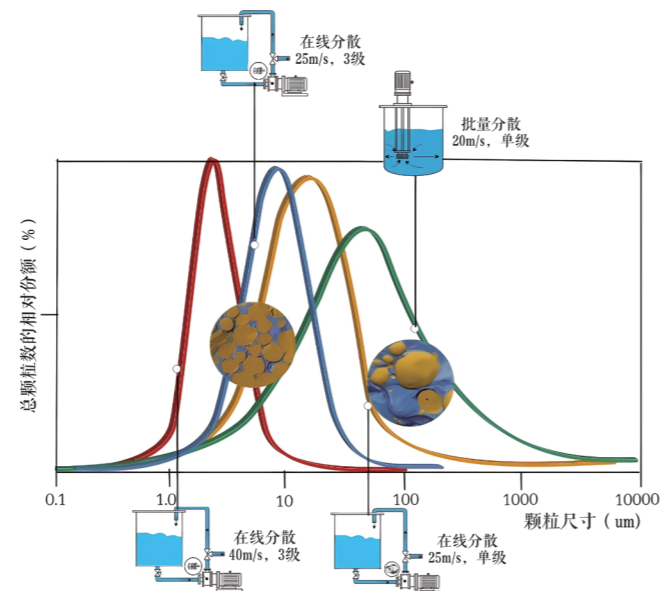 在线分散
25m/s，3级
批量分散
20m/s，单级
总颗粒数的相对份额（%）
0.1
1.0
10
100
1000
10000
颗粒尺寸（um）
在线分散
40m/s，3级
在线分散
25m/s，单级